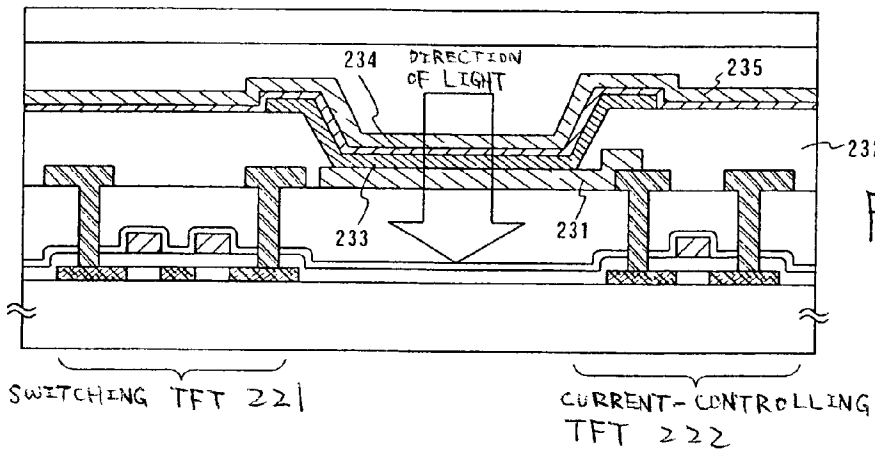 234
DIRECTION
OF LIGHT
235
232
233
231
F
SWITCHING TFT 221
CURRENT-CONTROLLING
TFT 222